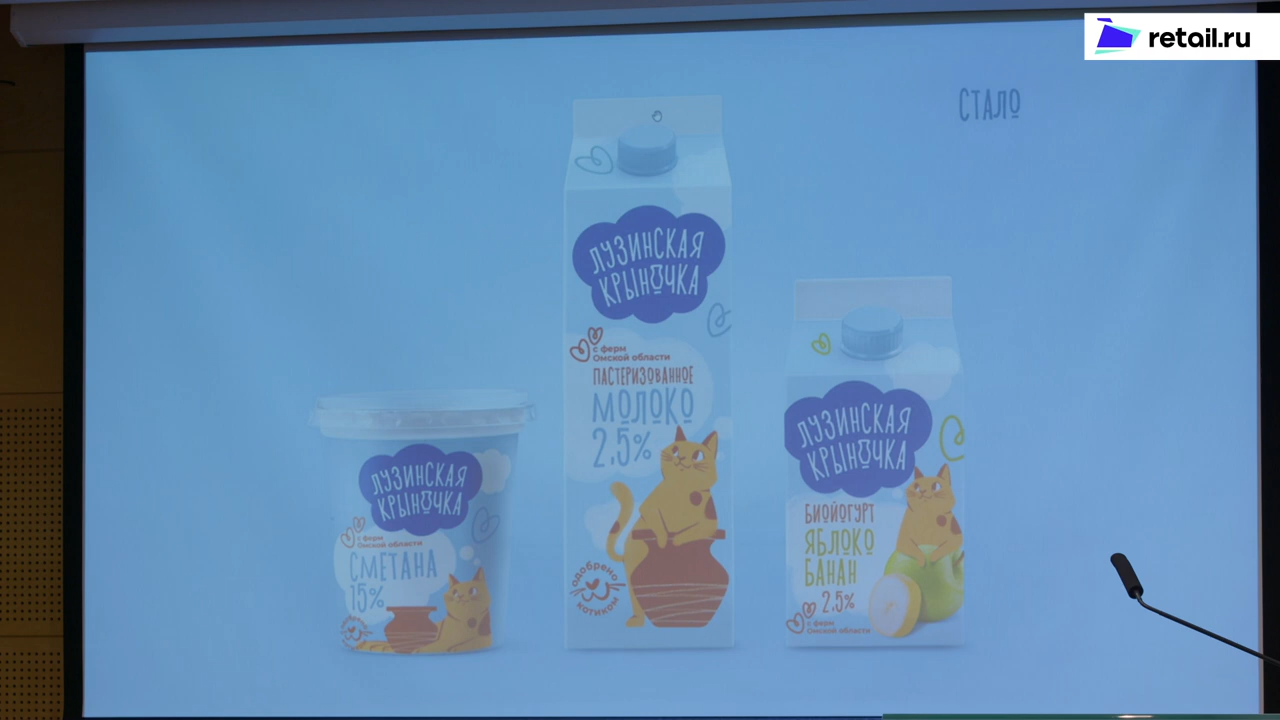 retail.ru
СТАЛО
ЛУЗИНСКАЯ
КРЫНОЧКА
с ферм
Омской области
ПАСТЕРИЗОВАННОЕ
МОЛОКО
2,5%
одобрено
котиком
ЛУЗИНСКАЯ
КРЫНОЧКА
с ферм
Омской области
СМЕТАНА
15%
одобрено
ЛУЗИНСКАЯ
КРЫНОЧКА
БИОЙОГУРТ
ЯБЛОКО
БАНАН
2,5%
с ферм
Омской области